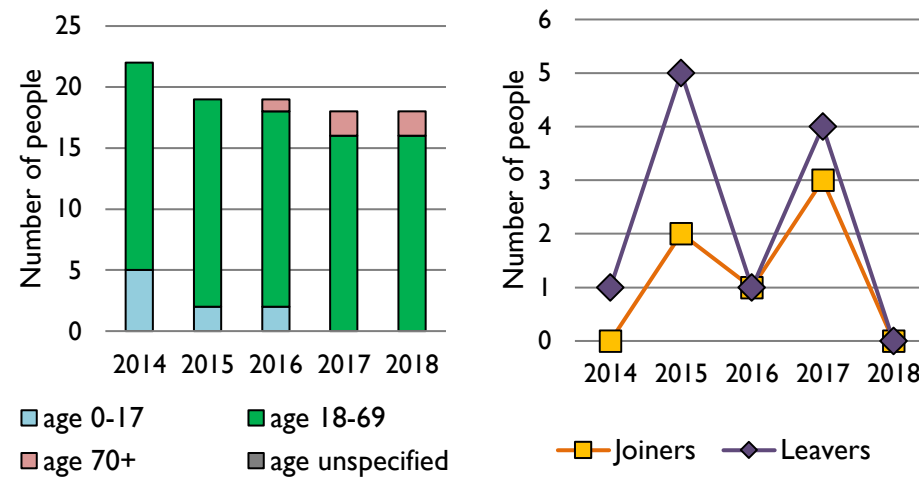 Number of people
25
20
15
10
5
0
2014 2015 2016 2017 2018
age 0-17 age 18-69
age 70+ age unspecified
Number of people
6
5
4
3
2
1
0
2014 2015 2016 2017 2018
Joiners Leavers